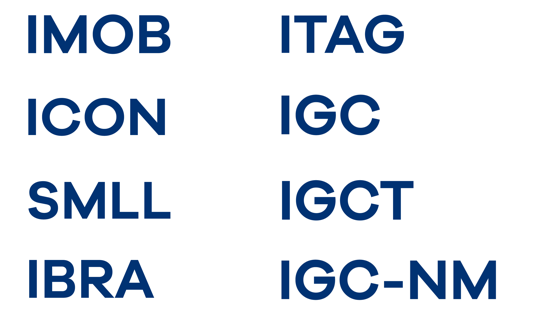 IMOB
ICON
SMLL
IBRA
ITAG
IGC
IGCT
IGC-NM